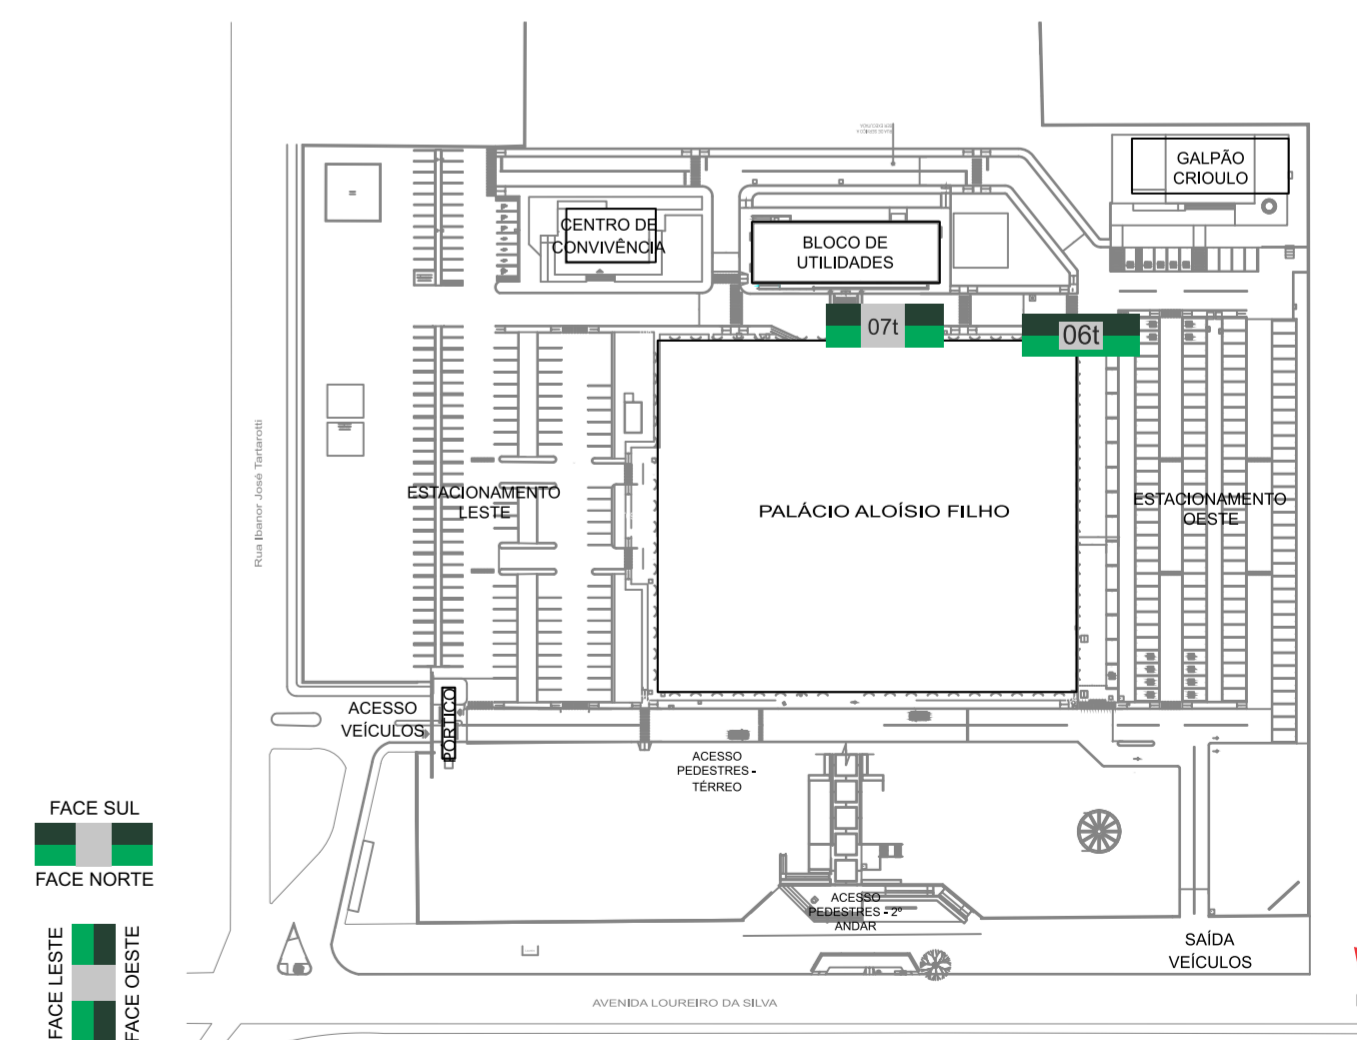 GALPÃO
CRIOULO
CENTRO DE
CONVIVÊNCIA
BLOCO DE
UTILIDADES
07t
06t
Rua Ibanor José Tartarotti
ESTACIONAMENTO
LESTE
PALÁCIO ALOÍSIO FILHO
ESTACIONAMENTO
OESTE
ACESSO
VEÍCULOS
PÓRTICO
ACESSO
PEDESTRES -
TÉRREO
FACE SUL
FACE NORTE
ACESSO
PEDESTRES - 2º
ANDAR
FACE LESTE
FACE OESTE
SAÍDA
VEÍCULOS
AVENIDA LOUREIRO DA SILVA